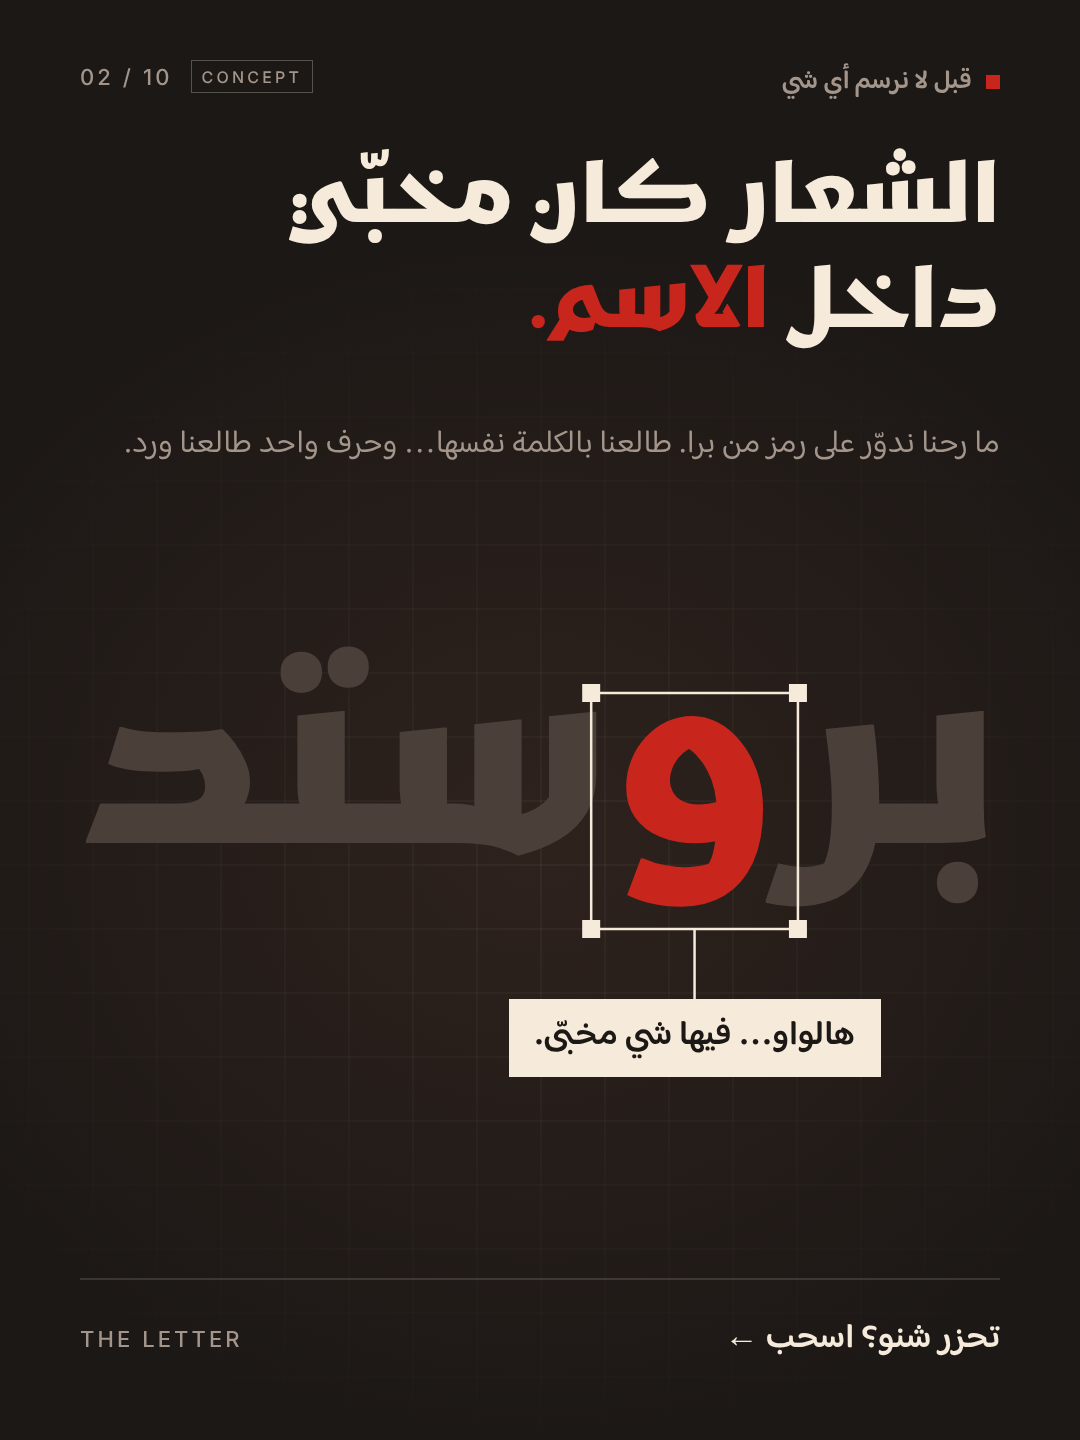 قبل لا نرسم أي شي
02 / 10 CONCEPT
الشعار كان مخبّي
داخل الاسم.
ما رحنا ندوّر على رمز من برا. طالعنا بالكلمة نفسها... وحرف واحد طالعنا ورد.
بروستد
هالواو... فيها شي مخبّى.
تحزر شنو؟ اسحب ←
THE LETTER